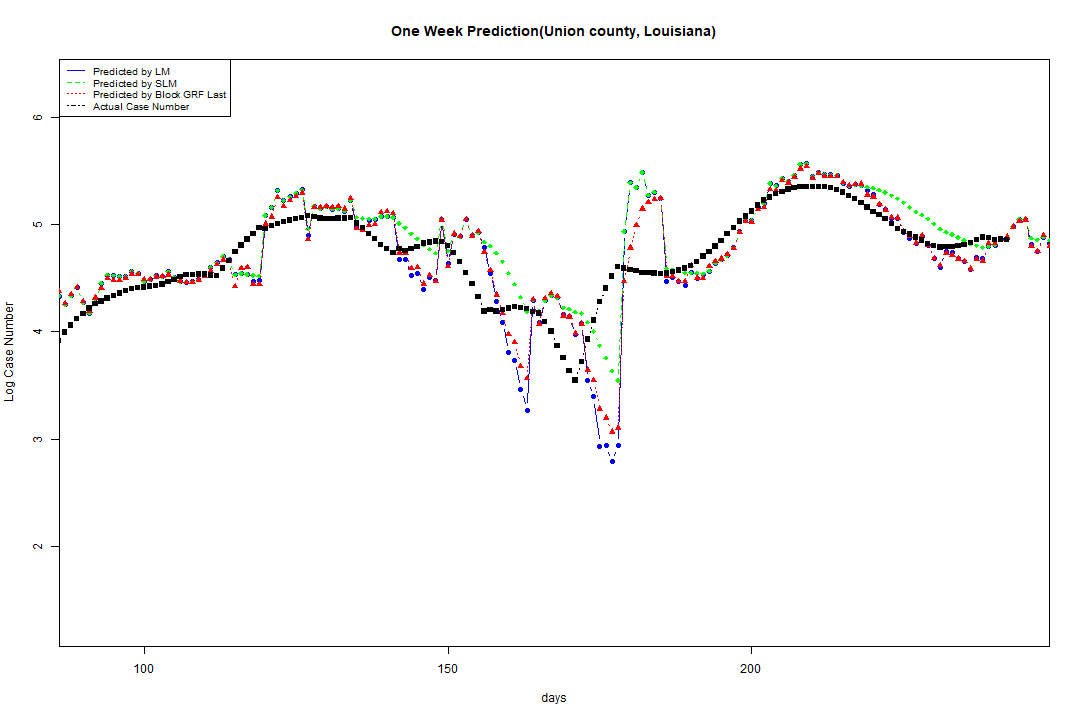 One Week Prediction(Union county, Louisiana)
Predicted by LM
Predicted by SLM
Predicted by Block GRF Last
Actual Case Number
6
5
4
3
2
Log Case Number
100 150 200
days